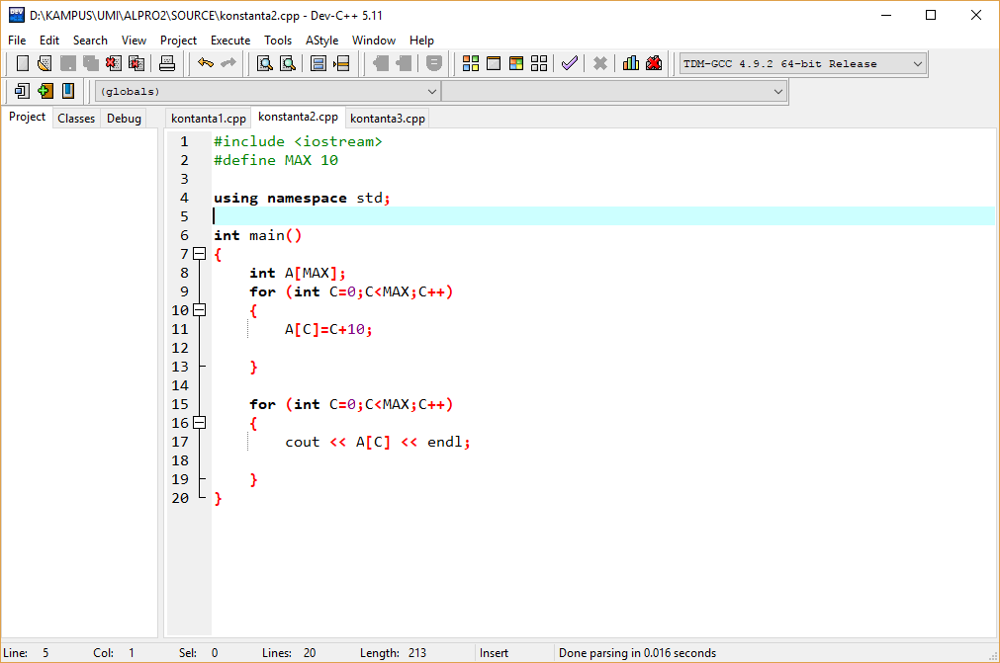 D:\KAMPUS\UMI\ALPRO2\SOURCE\konstanta2.cpp - Dev-C++ 5.11
File Edit Search View Project Execute Tools AStyle Window Help
TDM-GCC 4.9.2 64-bit Release
(globals)
Project Classes Debug kontanta1.cpp konstanta2.cpp kontanta3.cpp
1 #include <iostream>
2 #define MAX 10
3
4 using namespace std;
5
6 int main()
7 {
8 int A[MAX];
9 for (int C=0;C<MAX;C++)
10 {
11 A[C]=C+10;
12
13 }
14
15 for (int C=0;C<MAX;C++)
16 {
17 cout << A[C] << endl;
18
19 }
20 }
Line: 5 Col: 1 Sel: 0 Lines: 20 Length: 213 Insert Done parsing in 0.016 seconds